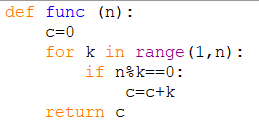 def func (n):
    c=0
    for k in range(1,n):
        if n%k==0:
            c=c+k
    return c